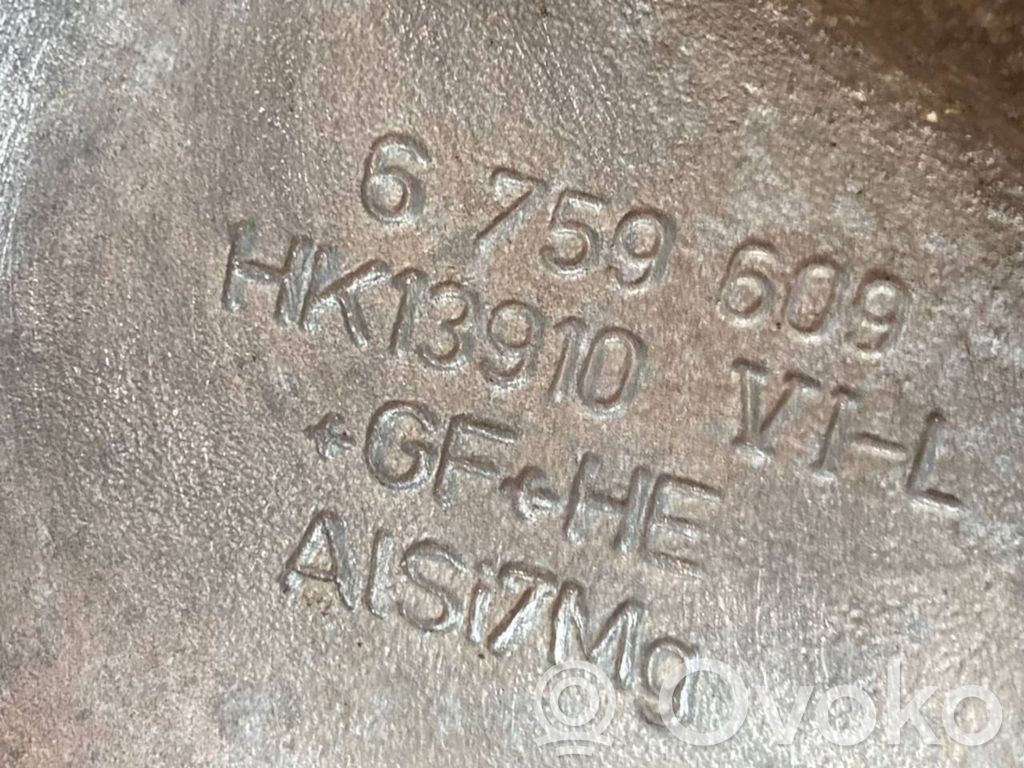 6 759 609
HK13910 VI-L
+GF+HE
AlSi7Mg
© Ovoko